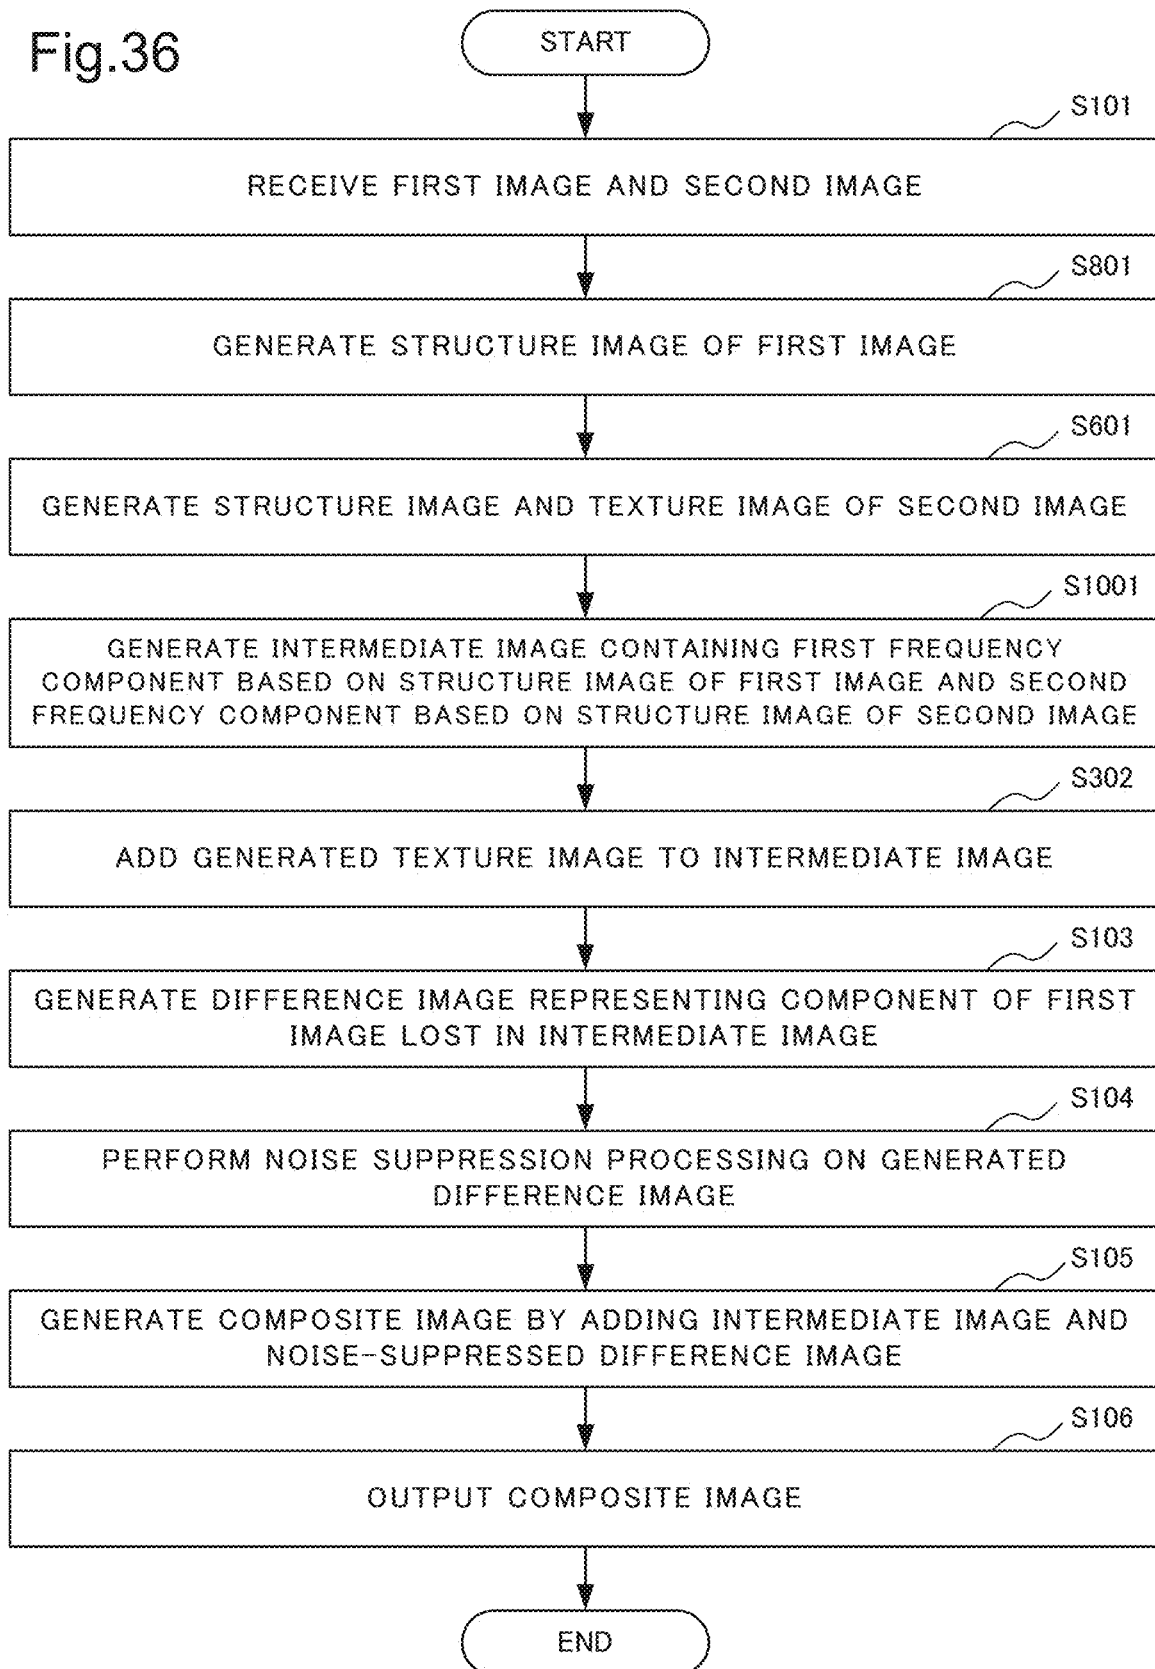 Fig.36
START
S101
RECEIVE FIRST IMAGE AND SECOND IMAGE
S801
GENERATE STRUCTURE IMAGE OF FIRST IMAGE
S601
GENERATE STRUCTURE IMAGE AND TEXTURE IMAGE OF SECOND IMAGE
S1001
GENERATE INTERMEDIATE IMAGE CONTAINING FIRST FREQUENCY
COMPONENT BASED ON STRUCTURE IMAGE OF FIRST IMAGE AND SECOND
FREQUENCY COMPONENT BASED ON STRUCTURE IMAGE OF SECOND IMAGE
S302
ADD GENERATED TEXTURE IMAGE TO INTERMEDIATE IMAGE
S103
GENERATE DIFFERENCE IMAGE REPRESENTING COMPONENT OF FIRST
IMAGE LOST IN INTERMEDIATE IMAGE
S104
PERFORM NOISE SUPPRESSION PROCESSING ON GENERATED
DIFFERENCE IMAGE
S105
GENERATE COMPOSITE IMAGE BY ADDING INTERMEDIATE IMAGE AND
NOISE-SUPPRESSED DIFFERENCE IMAGE
S106
OUTPUT COMPOSITE IMAGE
END